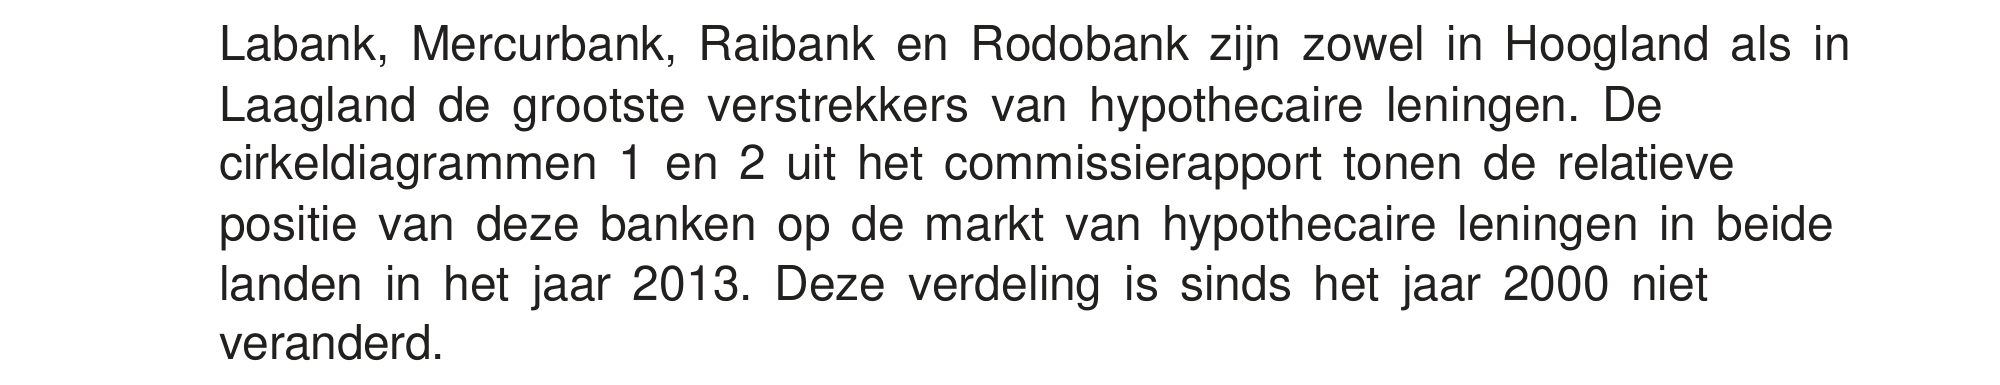 Labank, Mercurbank, Raibank en Rodobank zijn zowel in Hoogland als in
Laagland de grootste verstrekkers van hypothecaire leningen. De
cirkeldiagrammen 1 en 2 uit het commissierapport tonen de relatieve
positie van deze banken op de markt van hypothecaire leningen in beide
landen in het jaar 2013. Deze verdeling is sinds het jaar 2000 niet
veranderd.